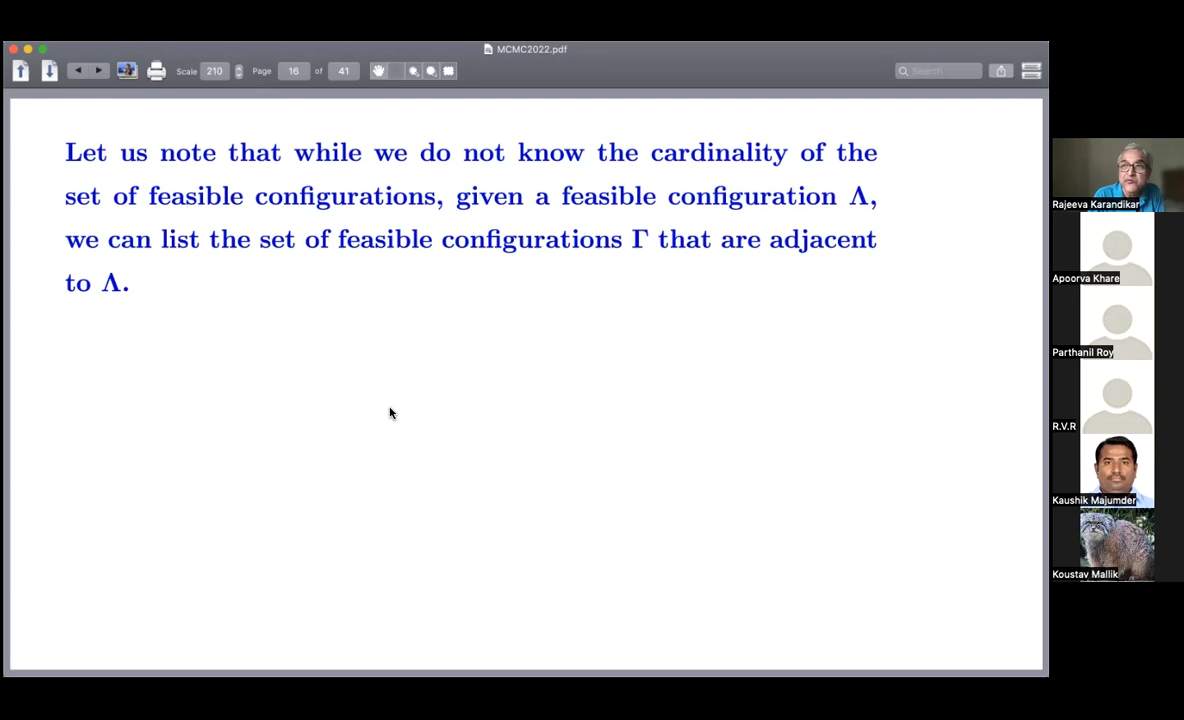 MCMC2022.pdf
Scale 210 Page 16 of 41 Search
Let us note that while we do not know the cardinality of the
set of feasible configurations, given a feasible configuration Λ,
we can list the set of feasible configurations Γ that are adjacent
to Λ.
Rajeeva Karandikar
Apoorva Khare
Parthanil Roy
R.V.R
Kaushik Majumder
Koustav Mallik